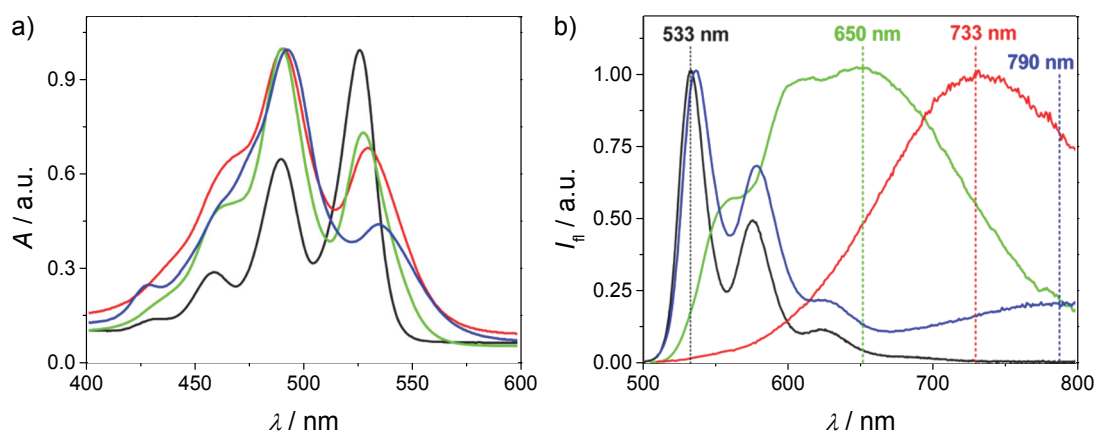 a)
A / a.u.
0.9
0.6
0.3
0.0
400
450
500
550
600
λ / nm
b)
533 nm
650 nm
733 nm
790 nm
I_fl / a.u.
1.00
0.75
0.50
0.25
0.00
500
600
700
800
λ / nm